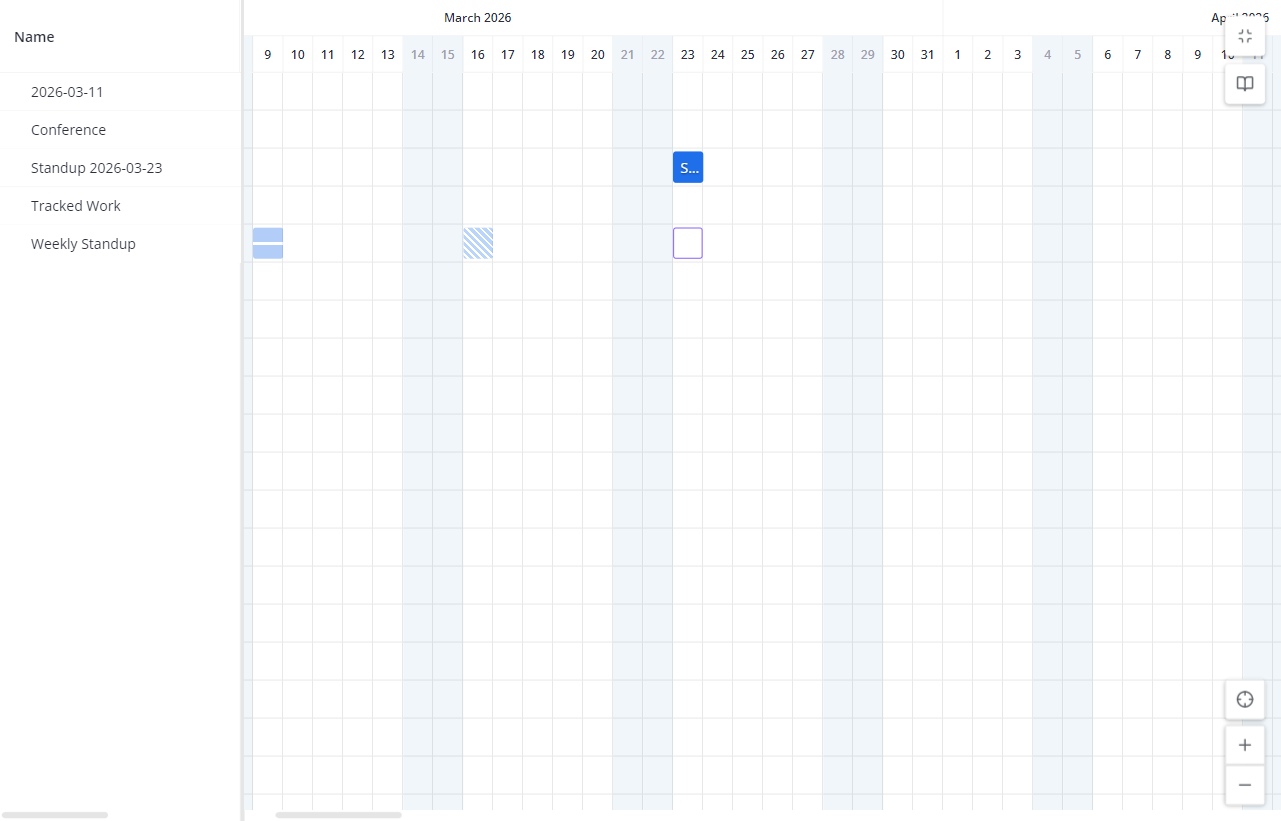 Name
March 2026
9 10 11 12 13 14 15 16 17 18 19 20 21 22 23 24 25 26 27 28 29 30 31 1 2 3 4 5 6 7 8 9
2026-03-11
Conference
Standup 2026-03-23
S...
Tracked Work
Weekly Standup